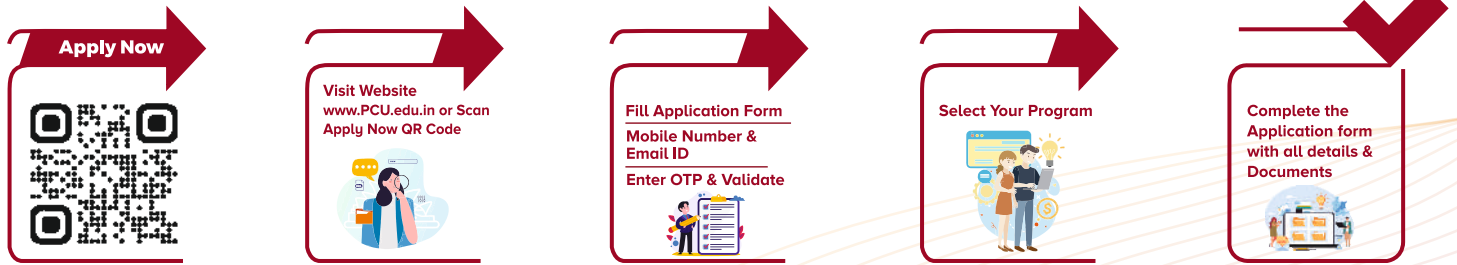 Apply Now
Visit Website
www.PCU.edu.in or Scan
Apply Now QR Code
Fill Application Form
Mobile Number &
Email ID
Enter OTP & Validate
Select Your Program
Complete the
Application form
with all details &
Documents